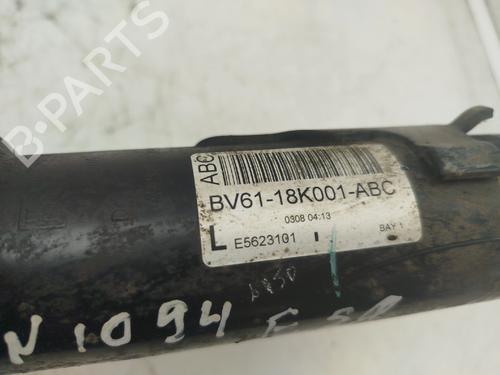 B-PARTS
ABC
BV61-18K001-ABC
0308 04:13
L E5623101 I BAY 1
N 1094